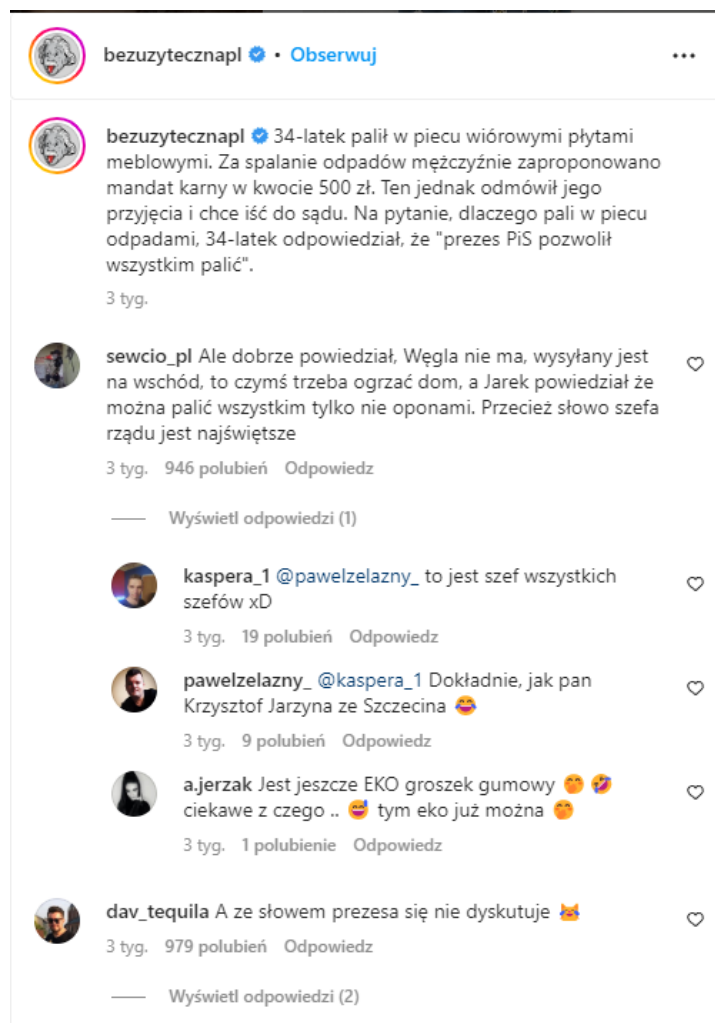 bezuzytecznapl • Obserwuj
bezuzytecznapl 34-latek palił w piecu wiórowymi płytami
meblowymi. Za spalanie odpadów mężczyźnie zaproponowano
mandat karny w kwocie 500 zł. Ten jednak odmówił jego
przyjęcia i chce iść do sądu. Na pytanie, dlaczego pali w piecu
odpadami, 34-latek odpowiedział, że "prezes PiS pozwolił
wszystkim palić".
3 tyg.
sewcio_pl Ale dobrze powiedział, Węgla nie ma, wysyłany jest
na wschód, to czymś trzeba ogrzać dom, a Jarek powiedział że
można palić wszystkim tylko nie oponami. Przecież słowo szefa
rządu jest najświętsze
3 tyg. 946 polubień Odpowiedz
Wyświetl odpowiedzi (1)
kaspera_1 @pawelzelazny_ to jest szef wszystkich
szefów xD
3 tyg. 19 polubień Odpowiedz
pawelzelazny_ @kaspera_1 Dokładnie, jak pan
Krzysztof Jarzyna ze Szczecina 😂
3 tyg. 9 polubień Odpowiedz
a.jerzak Jest jeszcze EKO groszek gumowy 🤭 🤣
ciekawe z czego .. 😅 tym eko już można 🤭
3 tyg. 1 polubienie Odpowiedz
dav_tequila A ze słowem prezesa się nie dyskutuje 😹
3 tyg. 979 polubień Odpowiedz
Wyświetl odpowiedzi (2)